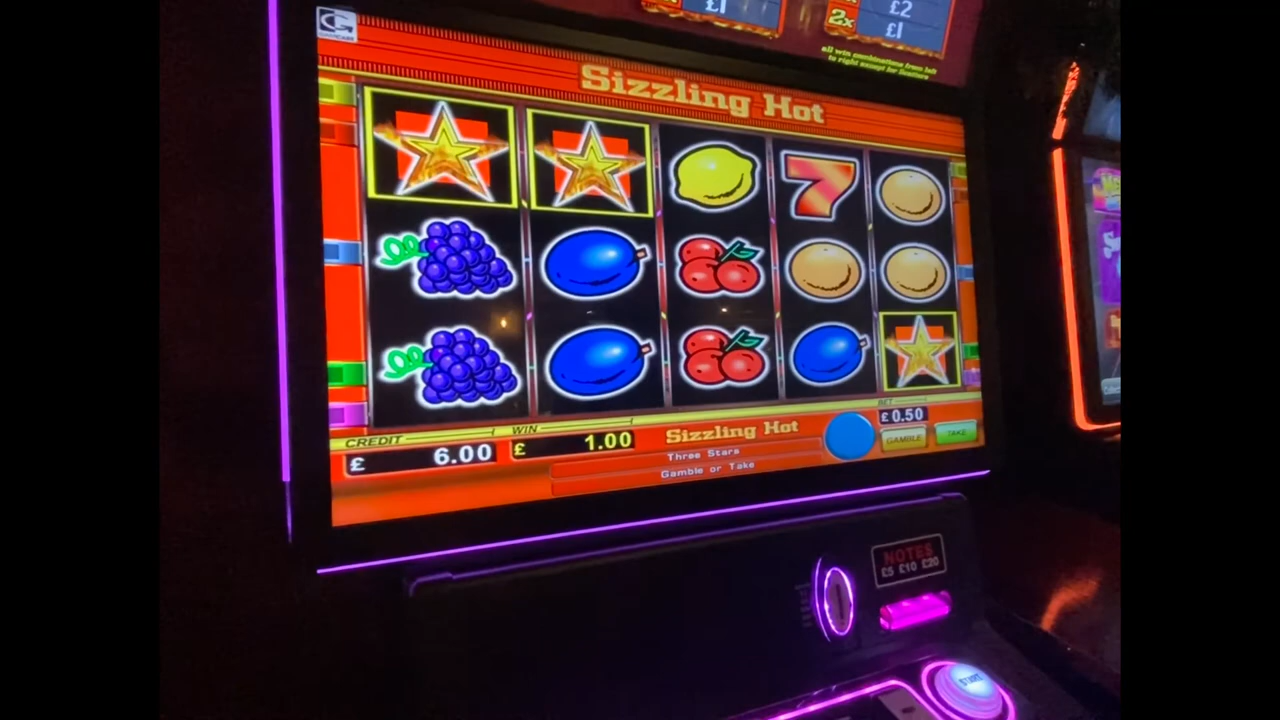 £1
2x
£2
£1
all win combinations from left
to right except for Scatters
Sizzling Hot
7
CREDIT
£ 6.00
WIN
£ 1.00
Sizzling Hot
Three Stars
Gamble or Take
BET
£0.50
GAMBLE
TAKE
NOTES
£5 £10 £20
START